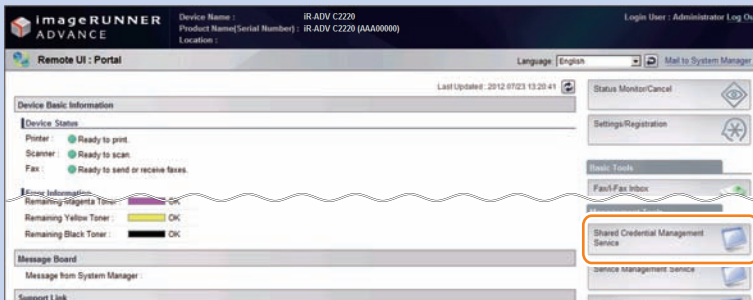 imageRUNNER
ADVANCE
Device Name : iR-ADV C2220
Product Name(Serial Number) : iR-ADV C2220 (AAA00000)
Location :
Login User : Administrator Log Ou
Remote UI : Portal
Language: English
Mail to System Manager
Last Updated : 2012 07/23 13:20:41
Device Basic Information
Device Status
Printer : Ready to print.
Scanner : Ready to scan.
Fax : Ready to send or receive faxes.
Error Information
Remaining Magenta Toner : OK
Remaining Yellow Toner : OK
Remaining Black Toner : OK
Message Board
Message from System Manager :
Support Link
Status Monitor/Cancel
Settings/Registration
Basic Tools
Fax/I-Fax Inbox
Shared Credential Management
Service
Service Management Service